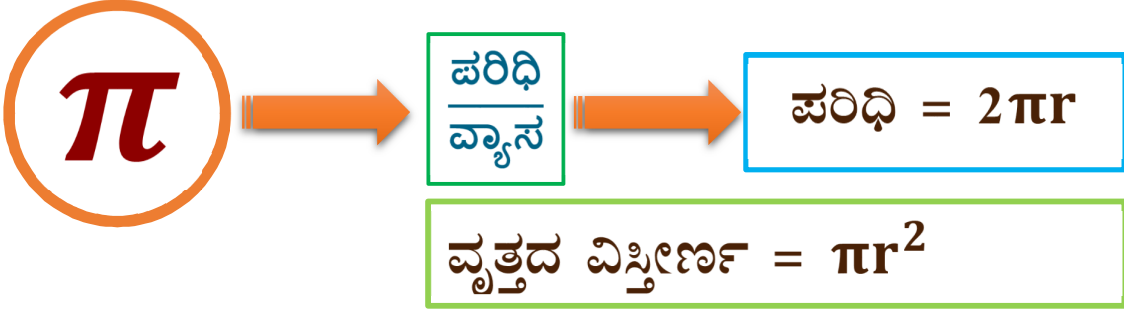 π
ಪರಿಧಿ
ವ್ಯಾಸ
ಪರಿಧಿ = 2πr
ವೃತ್ತದ ವಿಸ್ತೀರ್ಣ = πr²